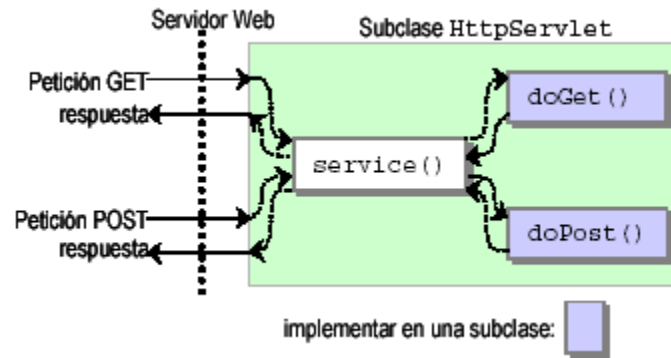 Servidor Web
Subclase HttpServlet
Petición GET
respuesta
doGet()
service()
Petición POST
respuesta
doPost()
implementar en una subclase: